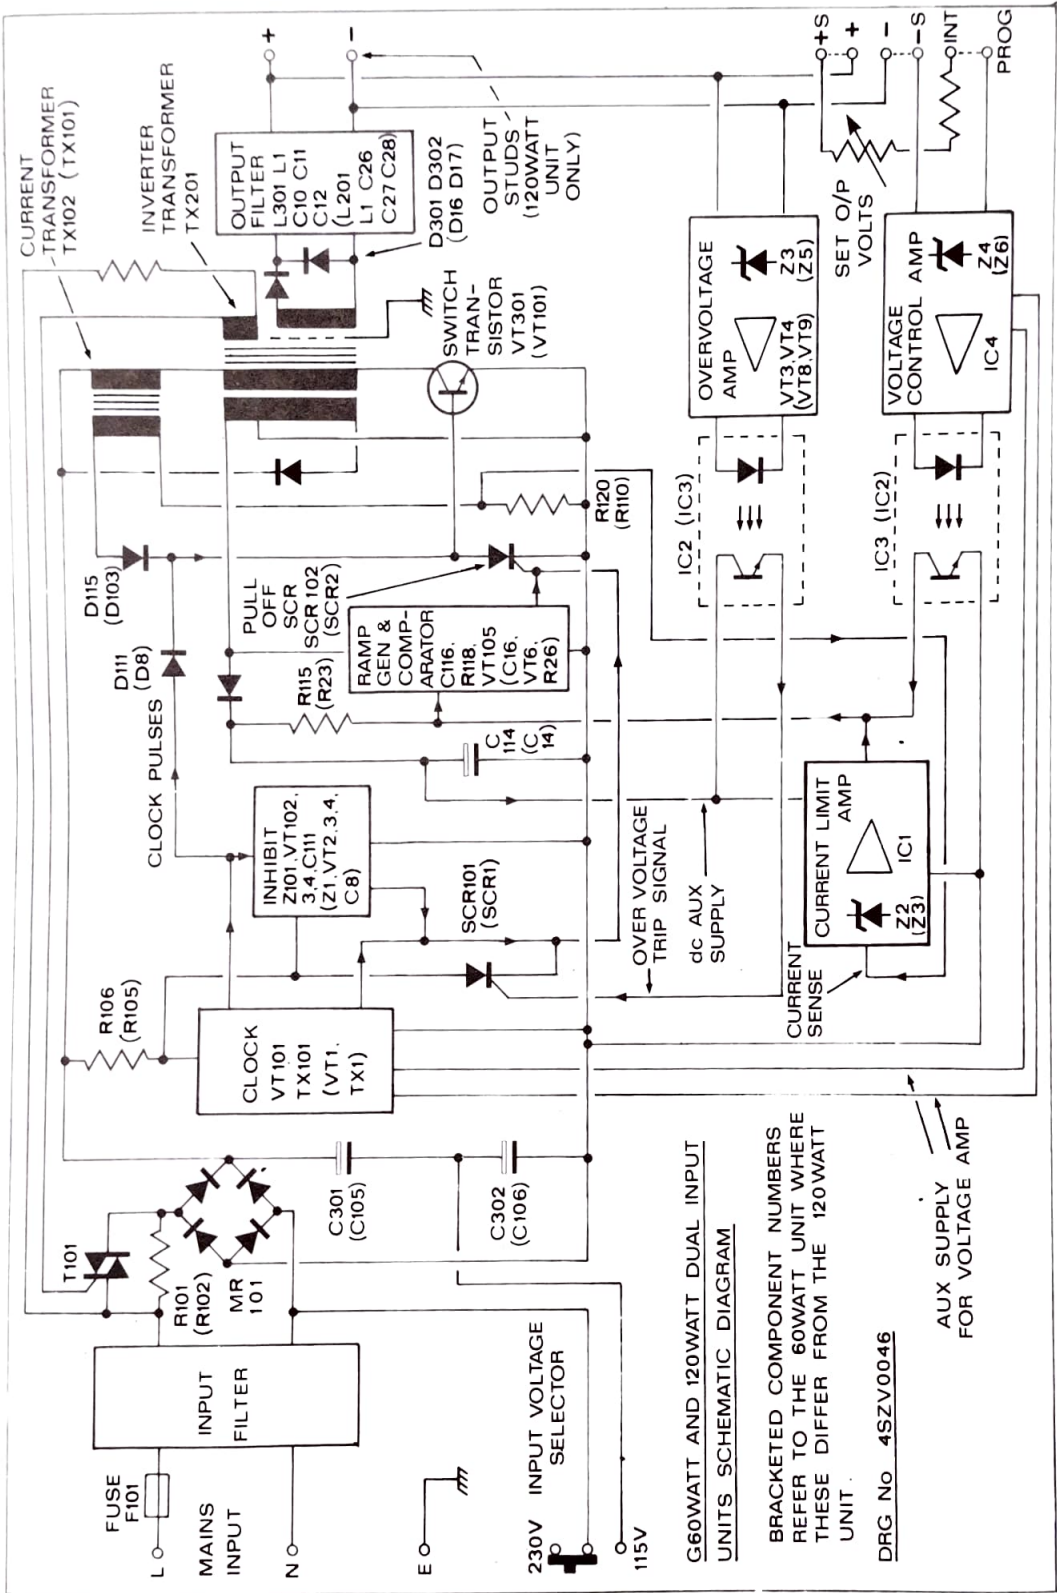 L
FUSE
F101
MAINS
INPUT
N
INPUT
FILTER
T101
R101
(R102)
MR
101
C301
(C105)
C302
(C106)
E
230V
INPUT VOLTAGE
SELECTOR
115V
R106
(R105)
CLOCK
VT101
TX101
(VT1.
TX1)
CLOCK PULSES
INHIBIT
Z101.VT102,
3,4,C111
(Z1,VT2,3,4,
C8)
SCR101
(SCR1)
D111
(D8)
D115
(D103)
R115
(R23)
C
114
(C
14)
PULL
OFF
SCR
SCR102
(SCR2)
RAMP
GEN &
COMP-
ARATOR
C116.
R118.
VT105
(C16.
VT6.
R26)
R120
(R110)
CURRENT
TRANSFORMER
TX102 (TX101)
INVERTER
TRANSFORMER
TX201
SWITCH
TRAN-
SISTOR
VT301
(VT101)
OUTPUT
FILTER
L301 L1
C10 C11
C12
(L201
L1 C26
C27 C28)
+
-
D301 D302
(D16 D17)
OUTPUT
STUDS
(120WATT
UNIT
ONLY)
OVER VOLTAGE
TRIP SIGNAL
dc AUX
SUPPLY
CURRENT
SENSE
CURRENT LIMIT
AMP
IC1
Z2
(Z3)
IC2 (IC3)
IC3 (IC2)
OVERVOLTAGE
AMP
VT3.VT4
(VT8.VT9)
Z3
(Z5)
SET O/P
VOLTS
VOLTAGE
CONTROL AMP
IC4
Z4
(Z6)
+S
+
-
-S
INT
PROG
AUX SUPPLY
FOR VOLTAGE AMP
G60WATT AND 120WATT DUAL INPUT
UNITS SCHEMATIC DIAGRAM
BRACKETED COMPONENT NUMBERS
REFER TO THE 60WATT UNIT WHERE
THESE DIFFER FROM THE 120WATT
UNIT.
DRG No 4SZV0046